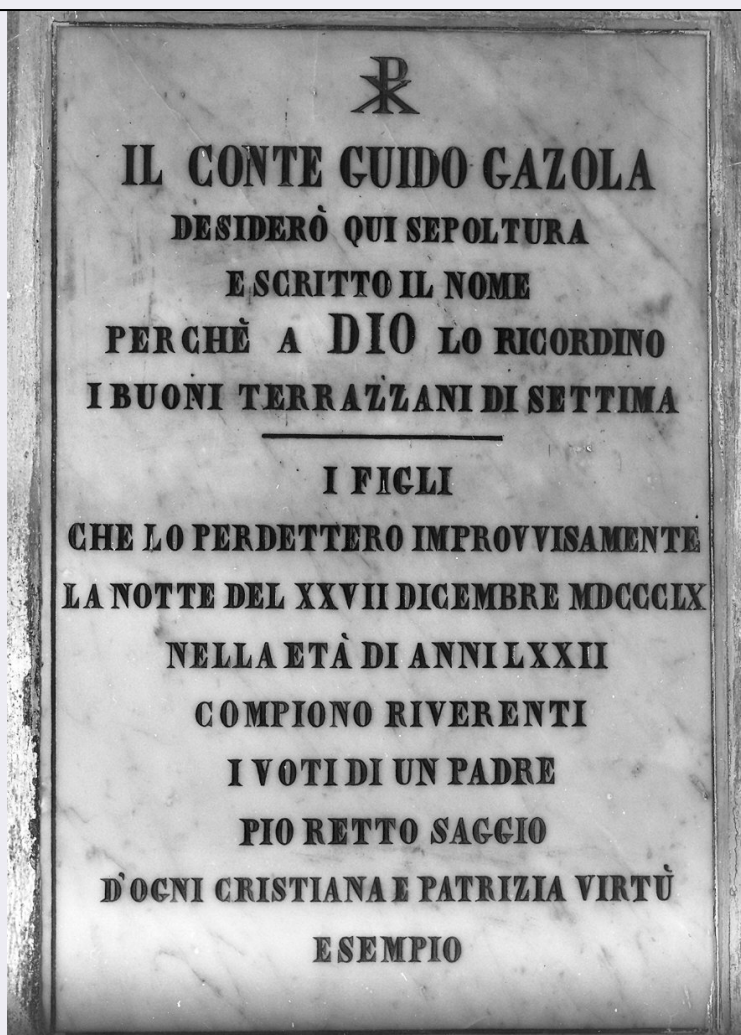 ☧
IL CONTE GUIDO GAZOLA
DESIDERÒ QUI SEPOLTURA
E SCRITTO IL NOME
PERCHÈ A DIO LO RICORDINO
I BUONI TERRAZZANI DI SETTIMA
I FIGLI
CHE LO PERDETTERO IMPROVVISAMENTE
LA NOTTE DEL XXVII DICEMBRE MDCCCLX
NELLA ETÀ DI ANNI LXXII
COMPIONO RIVERENTI
I VOTI DI UN PADRE
PIO RETTO SAGGIO
D'OGNI CRISTIANA E PATRIZIA VIRTÙ
ESEMPIO